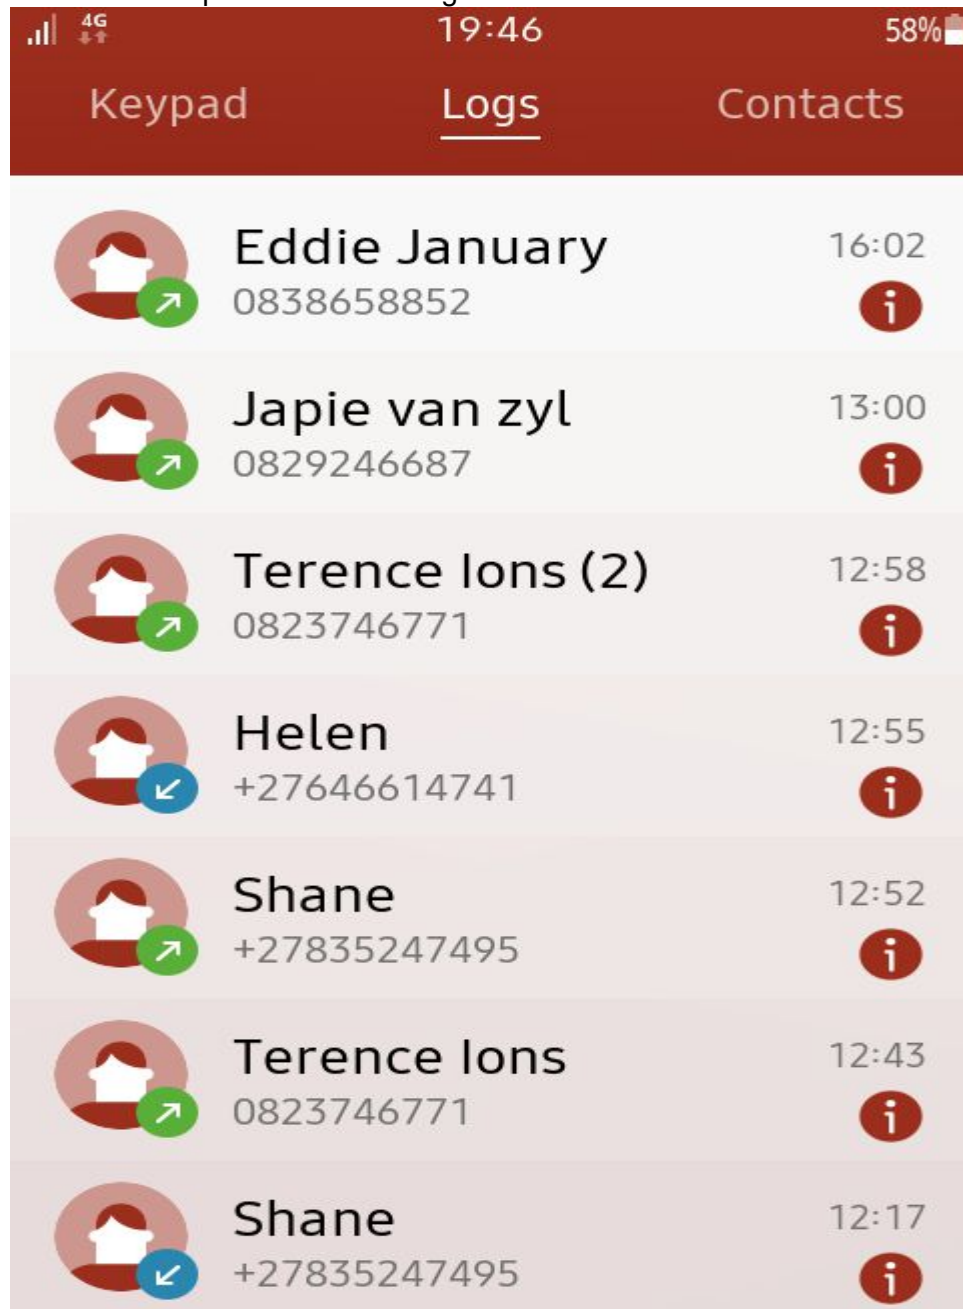 4G 19:46 58%
Keypad Logs Contacts
Eddie January 16:02
0838658852
Japie van zyl 13:00
0829246687
Terence Ions (2) 12:58
0823746771
Helen 12:55
+27646614741
Shane 12:52
+27835247495
Terence Ions 12:43
0823746771
Shane 12:17
+27835247495